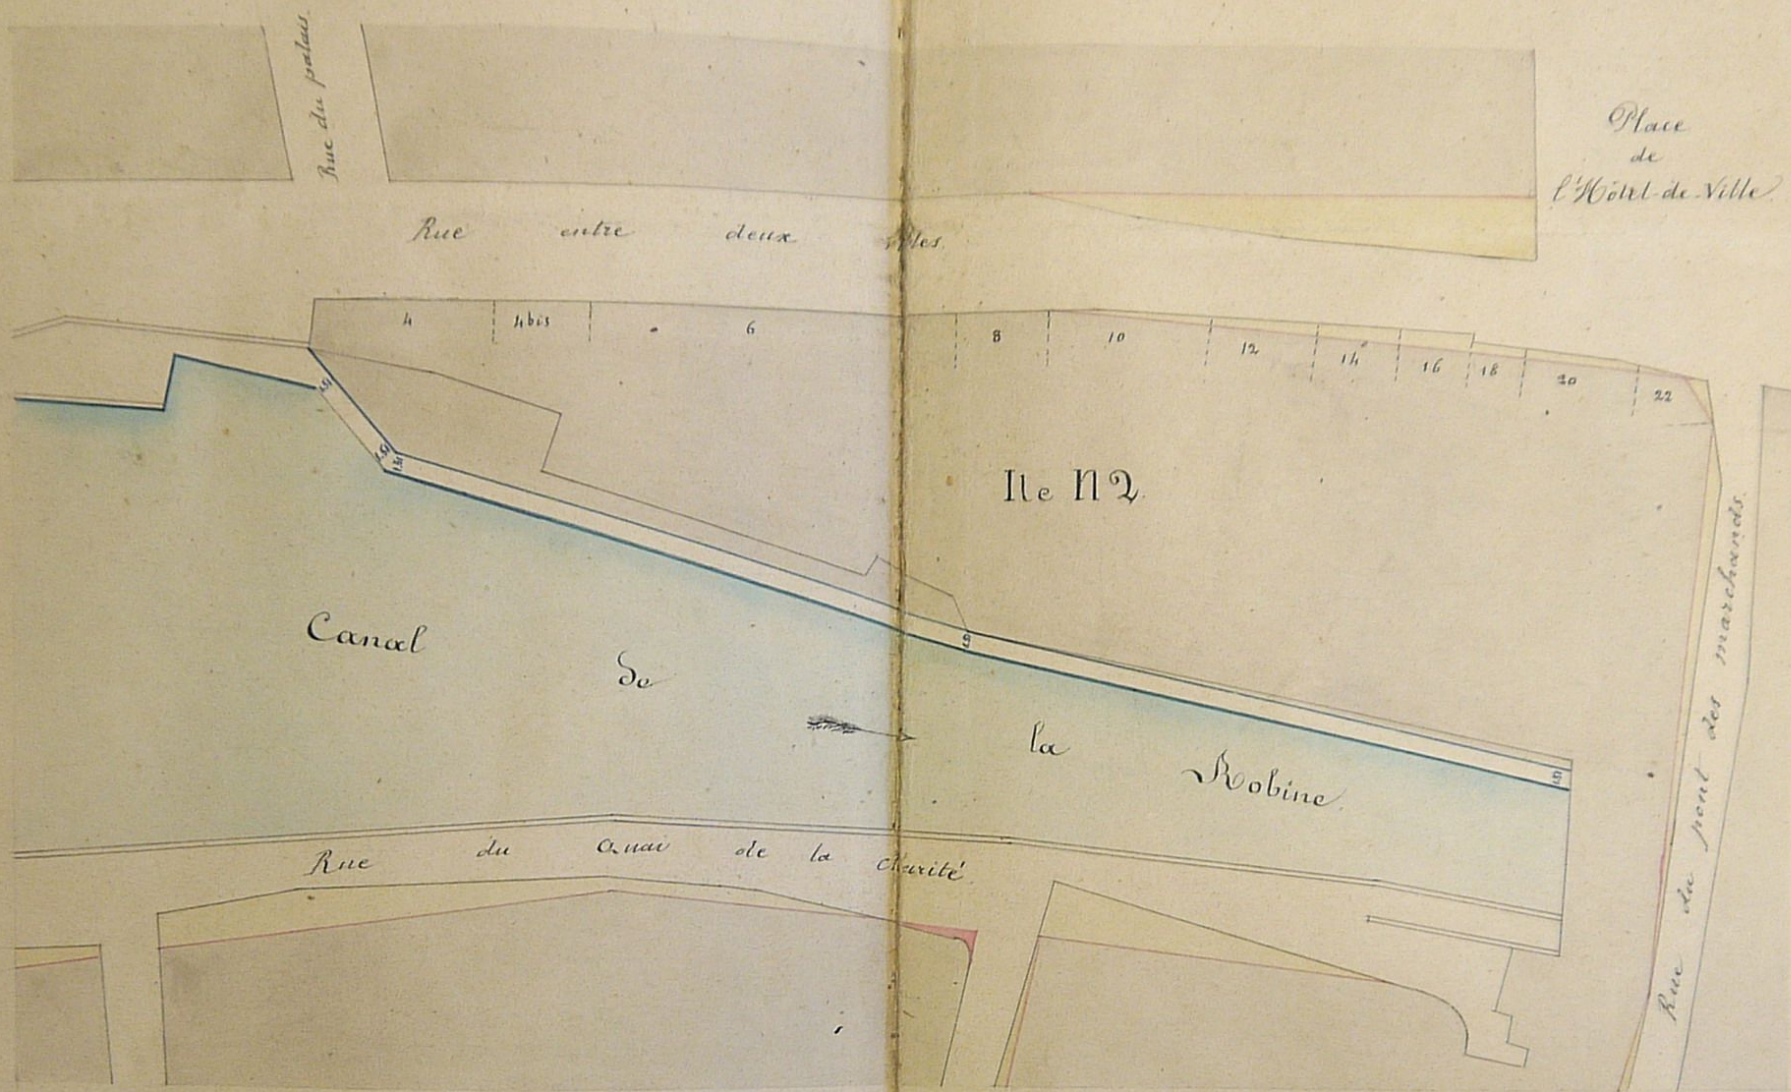 Rue du palais.
Place
de
l'Hôtel-de-Ville
Rue entre deux villes.
4 4bis 6 8 10 12 14 16 18 20 22
Ile N 2
Canal de la Robine.
Rue du Quai de la Charité
Rue du pont des marchands.